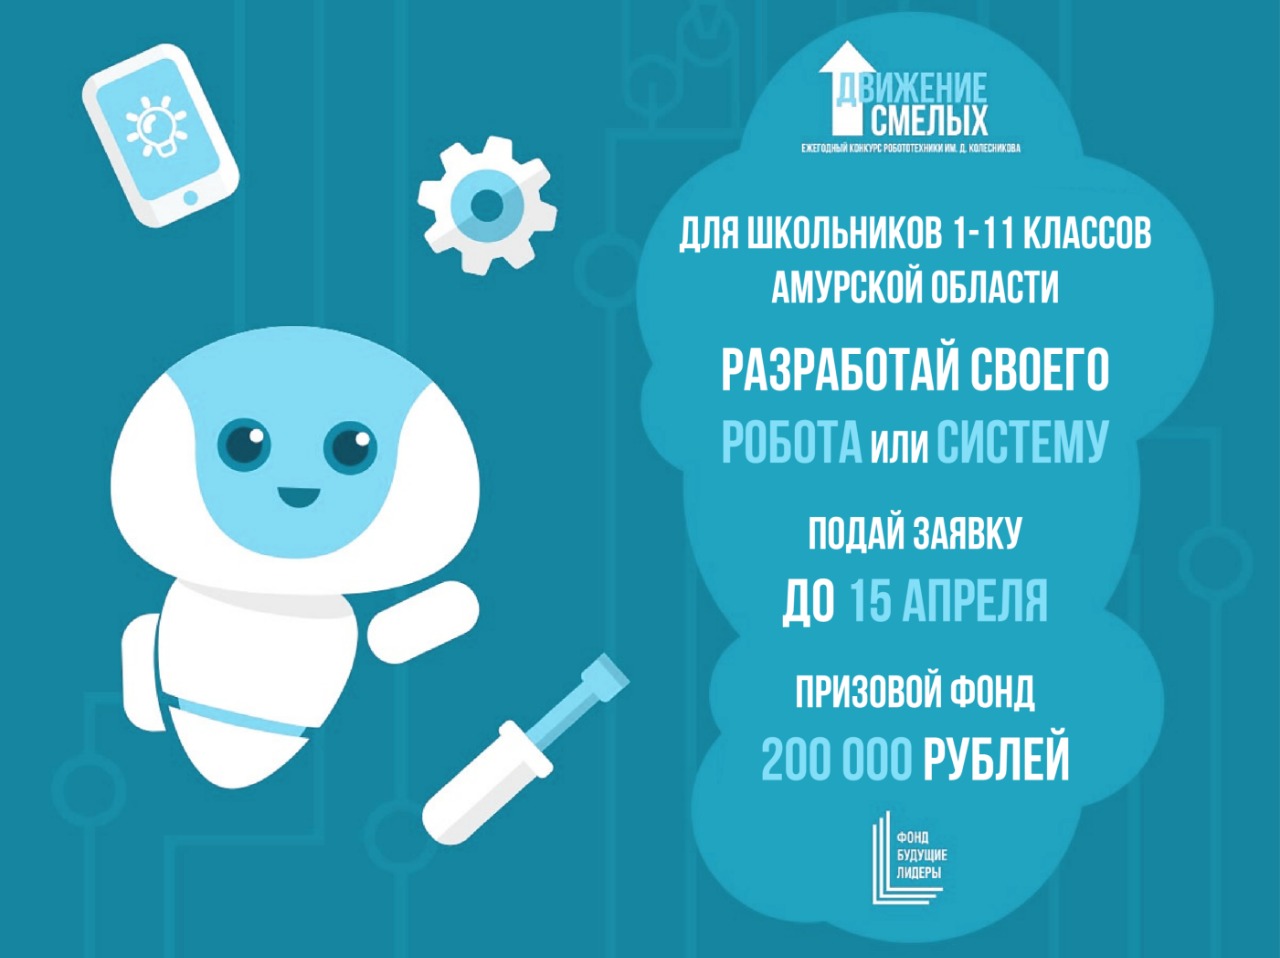 ДВИЖЕНИЕ
СМЕЛЫХ
ЕЖЕГОДНЫЙ КОНКУРС РОБОТОТЕХНИКИ ИМ. Д. КОЛЕСНИКОВА
ДЛЯ ШКОЛЬНИКОВ 1-11 КЛАССОВ
АМУРСКОЙ ОБЛАСТИ
РАЗРАБОТАЙ СВОЕГО
РОБОТА ИЛИ СИСТЕМУ
ПОДАЙ ЗАЯВКУ
ДО 15 АПРЕЛЯ
ПРИЗОВОЙ ФОНД
200 000 РУБЛЕЙ
ФОНД
БУДУЩИЕ
ЛИДЕРЫ